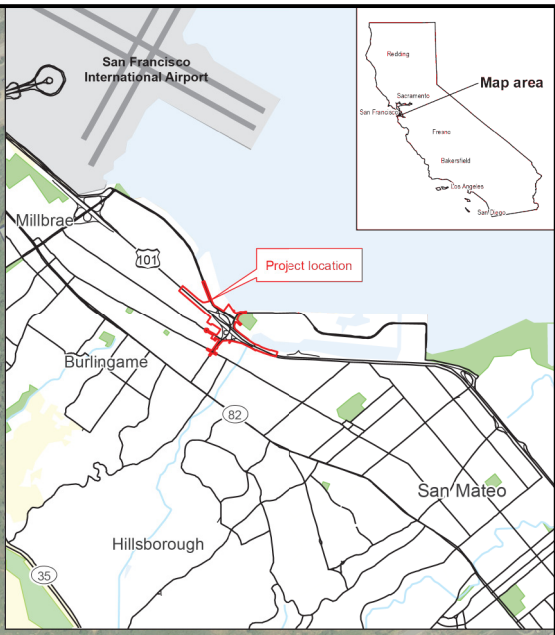 San Francisco
International Airport
Redding
Sacramento
San Francisco
Map area
Fresno
Bakersfield
Los Angeles
San Diego
Millbrae
101
Project location
Burlingame
82
San Mateo
Hillsborough
35